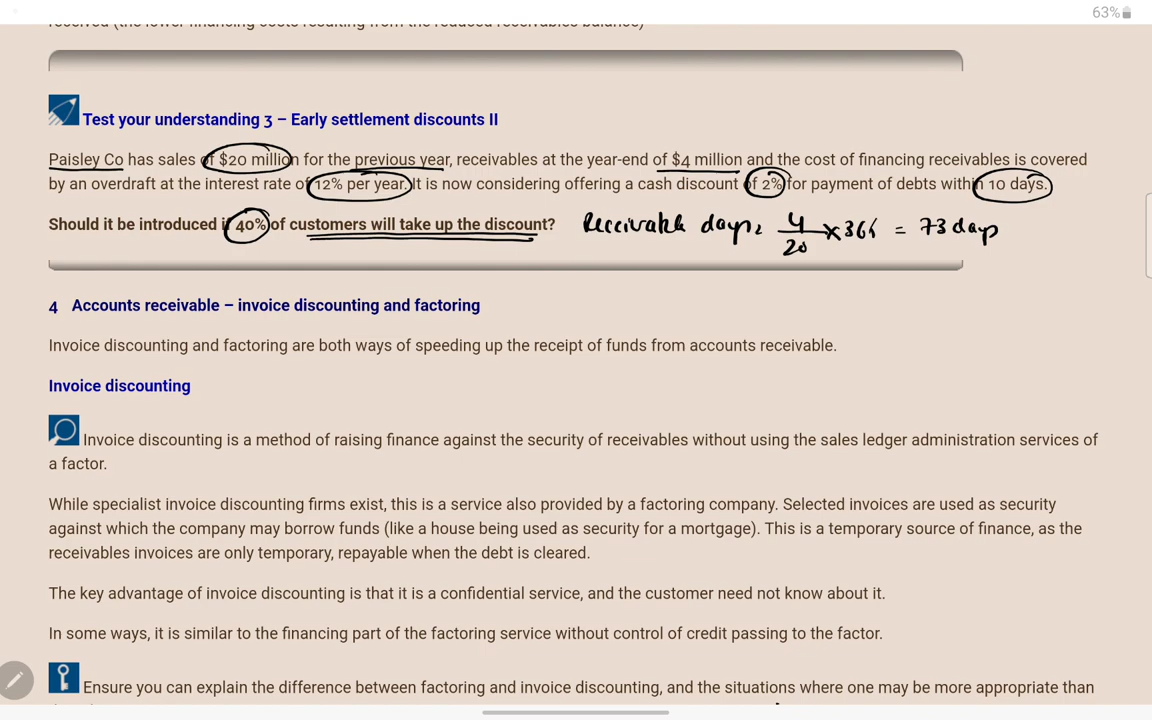 63%
received (the lower financing costs resulting from the reduced receivables balance)
Test your understanding 3 – Early settlement discounts II
Paisley Co has sales of $20 million for the previous year, receivables at the year-end of $4 million and the cost of financing receivables is covered
by an overdraft at the interest rate of 12% per year. It is now considering offering a cash discount of 2% for payment of debts within 10 days.
Should it be introduced if 40% of customers will take up the discount?
Receivable days, 4/20 × 365 = 73 days
4 Accounts receivable – invoice discounting and factoring
Invoice discounting and factoring are both ways of speeding up the receipt of funds from accounts receivable.
Invoice discounting
Invoice discounting is a method of raising finance against the security of receivables without using the sales ledger administration services of
a factor.
While specialist invoice discounting firms exist, this is a service also provided by a factoring company. Selected invoices are used as security
against which the company may borrow funds (like a house being used as security for a mortgage). This is a temporary source of finance, as the
receivables invoices are only temporary, repayable when the debt is cleared.
The key advantage of invoice discounting is that it is a confidential service, and the customer need not know about it.
In some ways, it is similar to the financing part of the factoring service without control of credit passing to the factor.
Ensure you can explain the difference between factoring and invoice discounting, and the situations where one may be more appropriate than